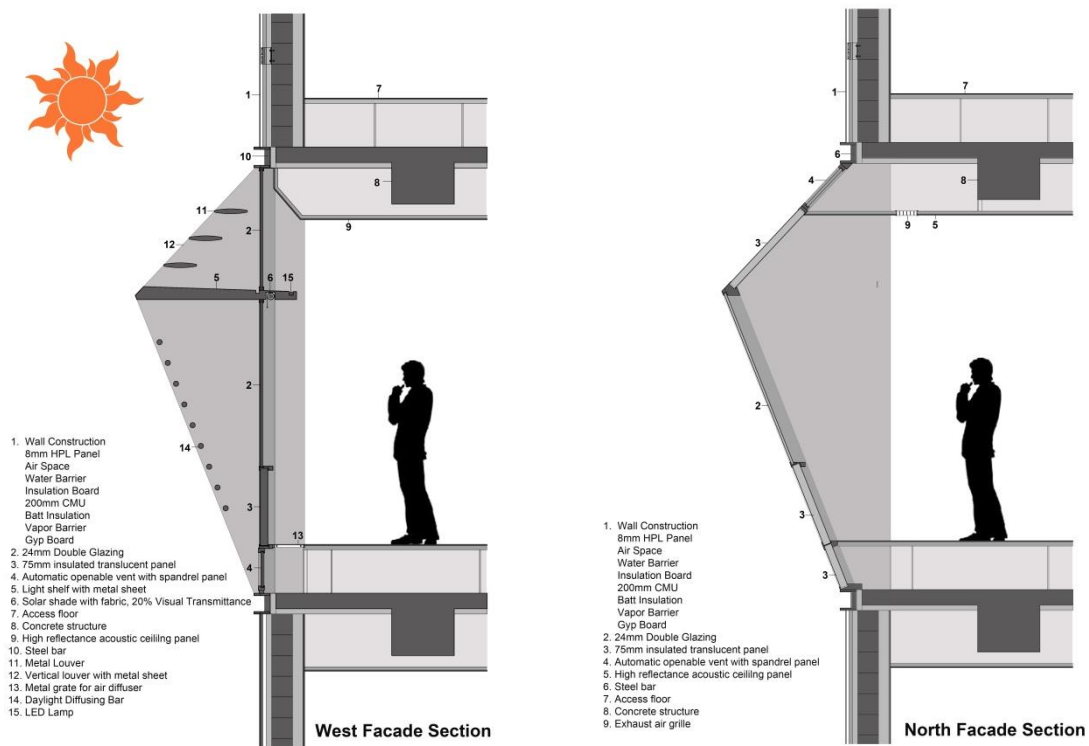 7
1
10
8
11
2
9
12
5
6
15
2
14
3
13
4
1. Wall Construction
8mm HPL Panel
Air Space
Water Barrier
Insulation Board
200mm CMU
Batt Insulation
Vapor Barrier
Gyp Board
2. 24mm Double Glazing
3. 75mm insulated translucent panel
4. Automatic openable vent with spandrel panel
5. Light shelf with metal sheet
6. Solar shade with fabric, 20% Visual Transmittance
7. Access floor
8. Concrete structure
9. High reflectance acoustic ceililng panel
10. Steel bar
11. Metal Louver
12. Vertical louver with metal sheet
13. Metal grate for air diffuser
14. Daylight Diffusing Bar
15. LED Lamp
West Facade Section
7
1
6
4
8
9
5
3
2
3
3
1. Wall Construction
8mm HPL Panel
Air Space
Water Barrier
Insulation Board
200mm CMU
Batt Insulation
Vapor Barrier
Gyp Board
2. 24mm Double Glazing
3. 75mm insulated translucent panel
4. Automatic openable vent with spandrel panel
5. High reflectance acoustic ceililng panel
6. Steel bar
7. Access floor
8. Concrete structure
9. Exhaust air grille
North Facade Section